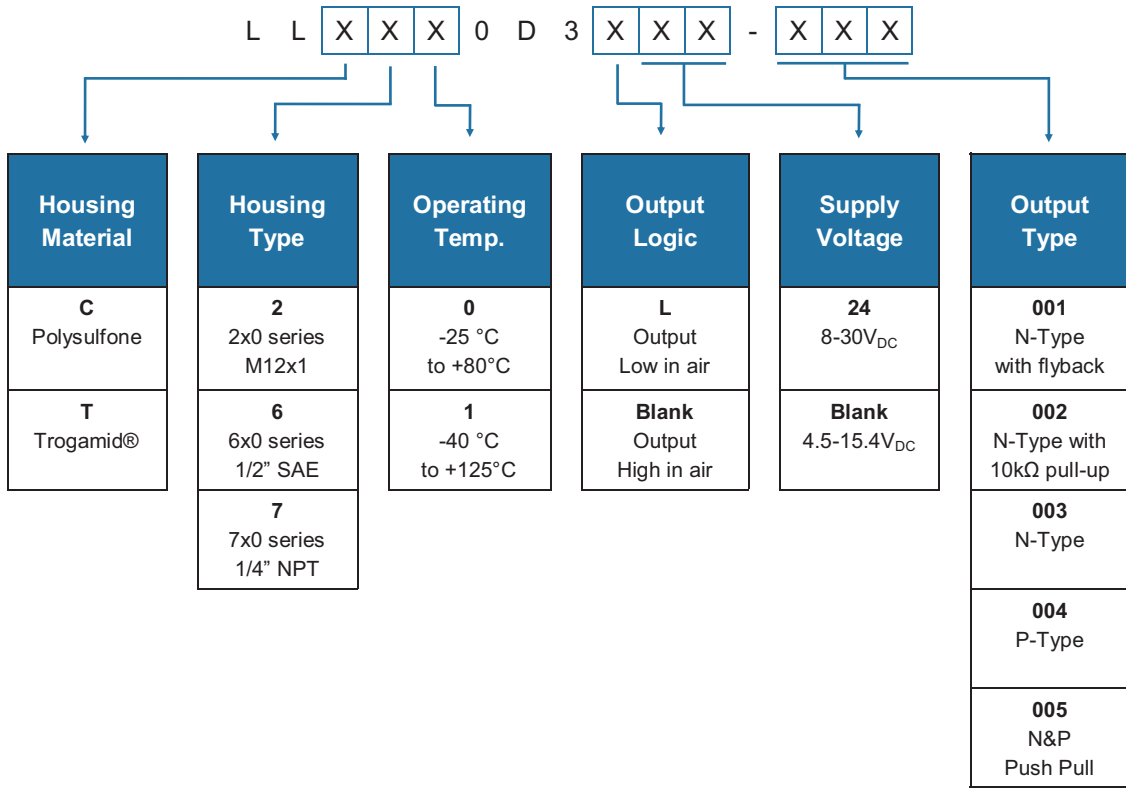 L L X X X 0 D 3 X X X - X X X
Housing
Material
C
Polysulfone
T
Trogamid®
Housing
Type
2
2x0 series
M12x1
6
6x0 series
1/2” SAE
7
7x0 series
1/4” NPT
Operating
Temp.
0
-25 °C
to +80°C
1
-40 °C
to +125°C
Output
Logic
L
Output
Low in air
Blank
Output
High in air
Supply
Voltage
24
8-30VDC
Blank
4.5-15.4VDC
Output
Type
001
N-Type
with flyback
002
N-Type with
10kΩ pull-up
003
N-Type
004
P-Type
005
N&P
Push Pull